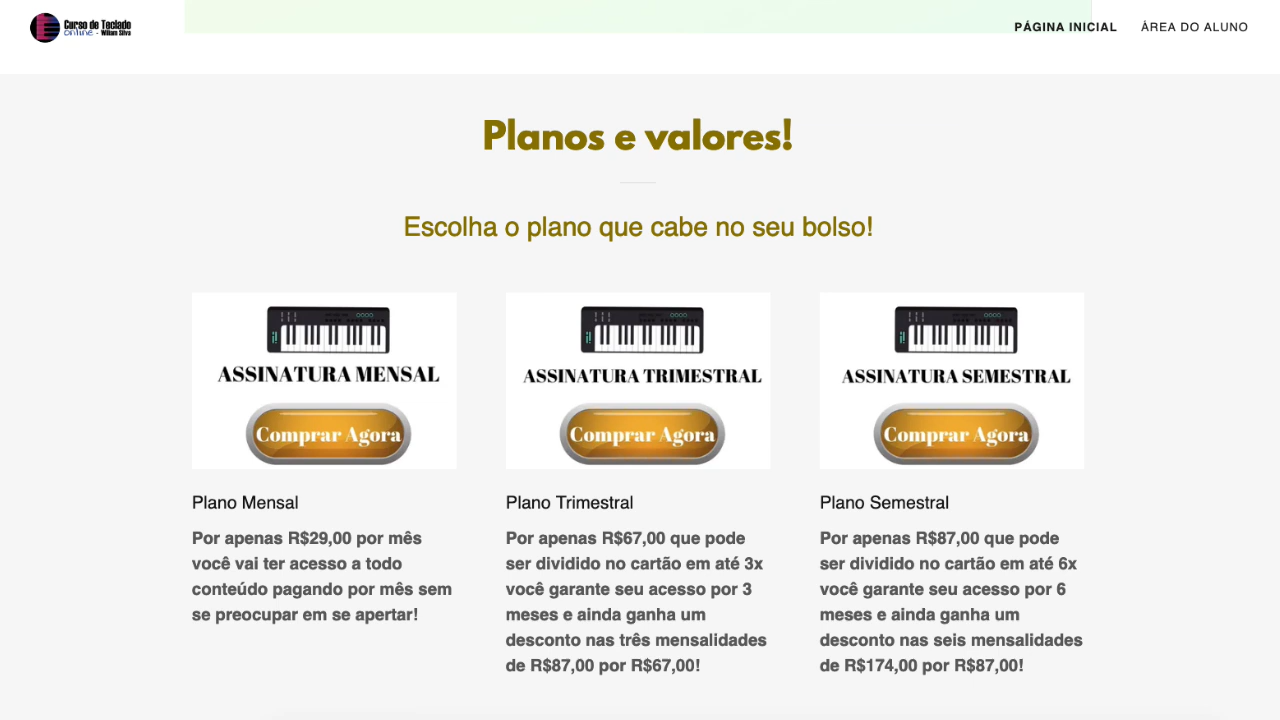 Curso de Teclado
Online - William Silva
PÁGINA INICIAL
ÁREA DO ALUNO
Planos e valores!
Escolha o plano que cabe no seu bolso!
ASSINATURA MENSAL
Comprar Agora
ASSINATURA TRIMESTRAL
Comprar Agora
ASSINATURA SEMESTRAL
Comprar Agora
Plano Mensal
Por apenas R$29,00 por mês
você vai ter acesso a todo
conteúdo pagando por mês sem
se preocupar em se apertar!
Plano Trimestral
Por apenas R$67,00 que pode
ser dividido no cartão em até 3x
você garante seu acesso por 3
meses e ainda ganha um
desconto nas três mensalidades
de R$87,00 por R$67,00!
Plano Semestral
Por apenas R$87,00 que pode
ser dividido no cartão em até 6x
você garante seu acesso por 6
meses e ainda ganha um
desconto nas seis mensalidades
de R$174,00 por R$87,00!